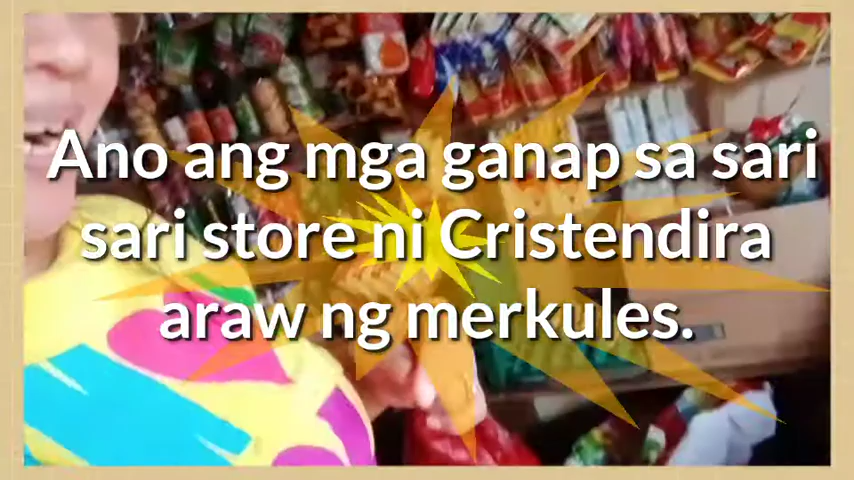 Ano ang mga ganap sa sari
sari store ni Cristendira
araw ng merkules.